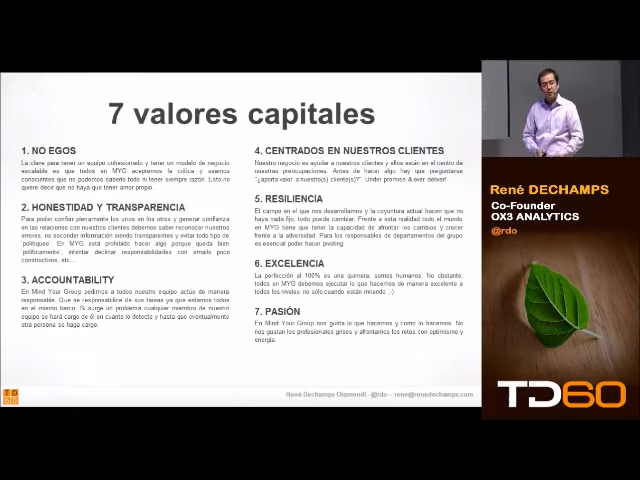 7 valores capitales
1. NO EGOS
La clave para tener un equipo cohesionado y tener un modelo de negocio
escalable es que todos en MYG aceptemos la crítica y seamos
conscientes que no podemos saberlo todo ni tener siempre razón. Esto no
quiere decir que no haya que tener amor propio.
2. HONESTIDAD Y TRANSPARENCIA
Para poder confiar plenamente los unos en los otros y generar confianza
en las relaciones con nuestros clientes debemos saber reconocer nuestros
errores, no esconder información siendo transparentes y evitar todo tipo de
'politiqueo'. En MYG está prohibido hacer algo porque queda bien
'políticamente', intentar declinar responsabilidades con emails poco
constructivos, etc...
3. ACCOUNTABILITY
En Mind Your Group pedimos a todos nuestro equipo actúe de manera
responsable. Que se responsabilice de sus tareas ya que estamos todos
en el mismo barco. Si surge un problema cualquier miembro de nuestro
equipo se hará cargo de él en cuanto lo detecte y hasta que eventualmente
otra persona se haga cargo.
4. CENTRADOS EN NUESTROS CLIENTES
Nuestro negocio es ayudar a nuestros clientes y ellos están en el centro de
nuestras preocupaciones. Antes de hacer algo hay que preguntarse
"¿aporta valor a nuestro(s) cliente(s)?". Under promise & over deliver!
5. RESILIENCIA
El campo en el que nos desarrollamos y la coyuntura actual hacen que no
haya nada fijo, todo puede cambiar. Frente a esta realidad todo el mundo
en MYG tiene que tener la capacidad de afrontar los cambios y crecer
frente a la adversidad. Para los responsables de departamentos del grupo
es esencial poder hacer pivoting
6. EXCELENCIA
La perfección al 100% es una quimera, somos humanos. No obstante,
todos en MYG debemos ejecutar lo que hacemos de manera excelente a
todos los niveles, no sólo cuando están mirando ;-)
7. PASIÓN
En Mind Your Group nos gusta lo que hacemos y como lo hacemos. No
nos gustan los profesionales grises y afrontamos los retos con optimismo y
energía.
René Dechamps Otamendi - @rdo – rene@renedechamps.com
TD
60
René DECHAMPS
Co-Founder
OX3 ANALYTICS
@rdo
TD60